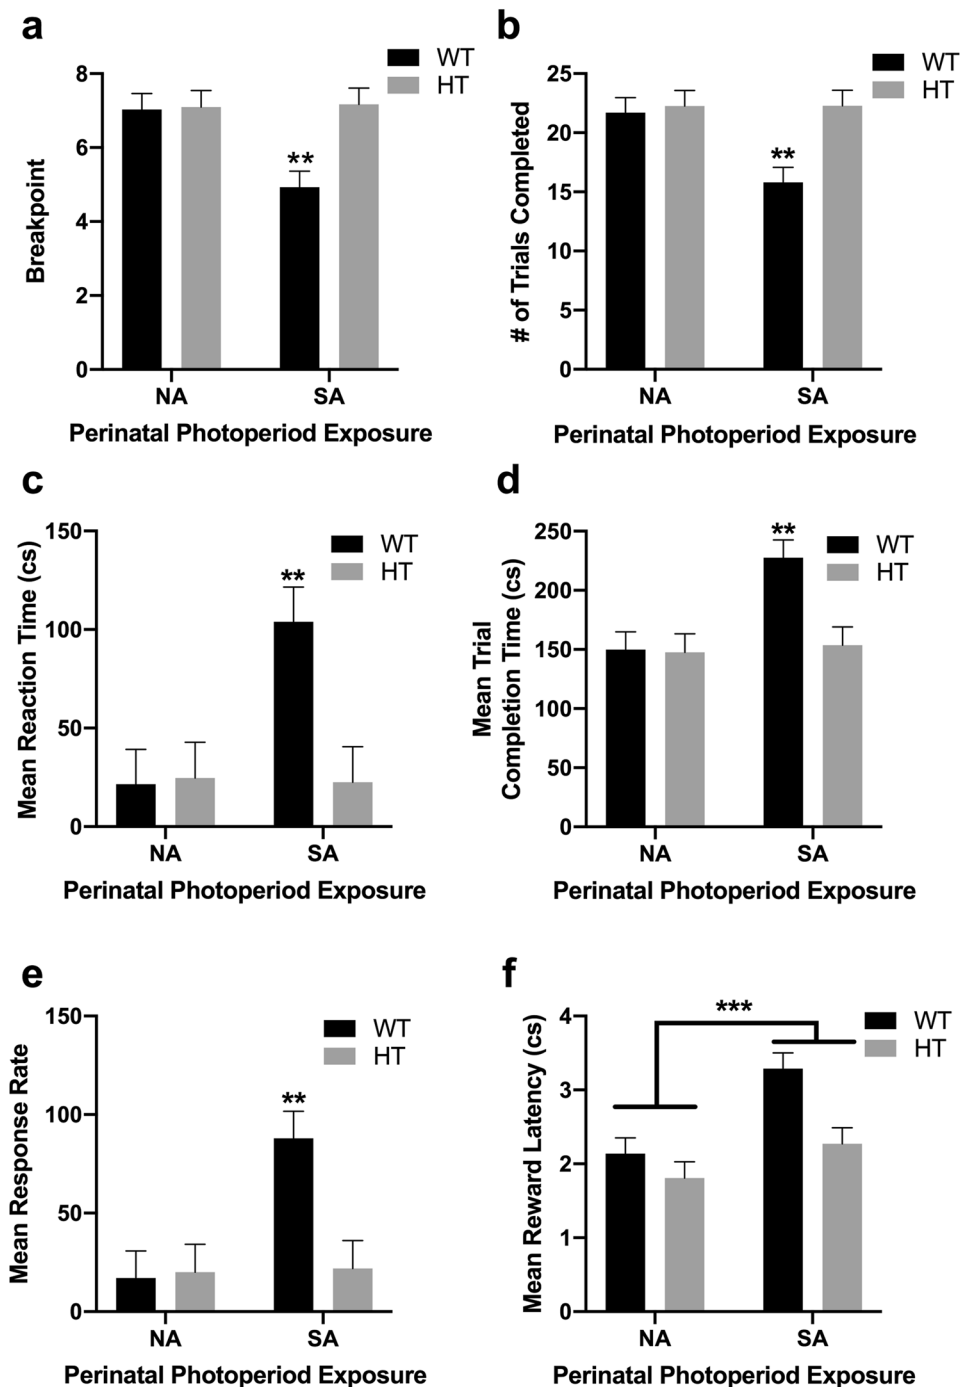 a
WT
HT
8
6
4
2
0
Breakpoint
**
NA
SA
Perinatal Photoperiod Exposure
b
WT
HT
25
20
15
10
5
0
# of Trials Completed
**
NA
SA
Perinatal Photoperiod Exposure
c
WT
HT
150
100
50
0
Mean Reaction Time (cs)
**
NA
SA
Perinatal Photoperiod Exposure
d
WT
HT
250
200
150
100
50
0
Mean Trial
Completion Time (cs)
**
NA
SA
Perinatal Photoperiod Exposure
e
WT
HT
150
100
50
0
Mean Response Rate
**
NA
SA
Perinatal Photoperiod Exposure
f
WT
HT
4
3
2
1
0
Mean Reward Latency (cs)
***
NA
SA
Perinatal Photoperiod Exposure